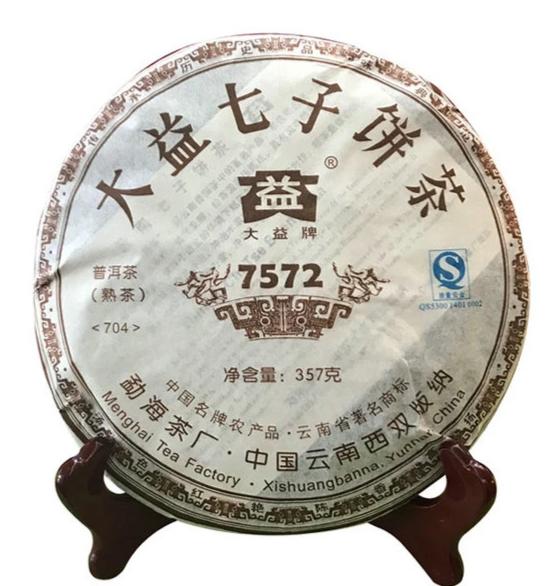 大益七子饼茶
益®
大益牌
普洱茶
(熟茶)
<704>
7572
QS5300 1401 0002
净含量: 357克
中国名牌农产品·云南省著名商标
勐海茶厂·中国云南西双版纳
Menghai Tea Factory · Xishuangbanna, Yunnan China